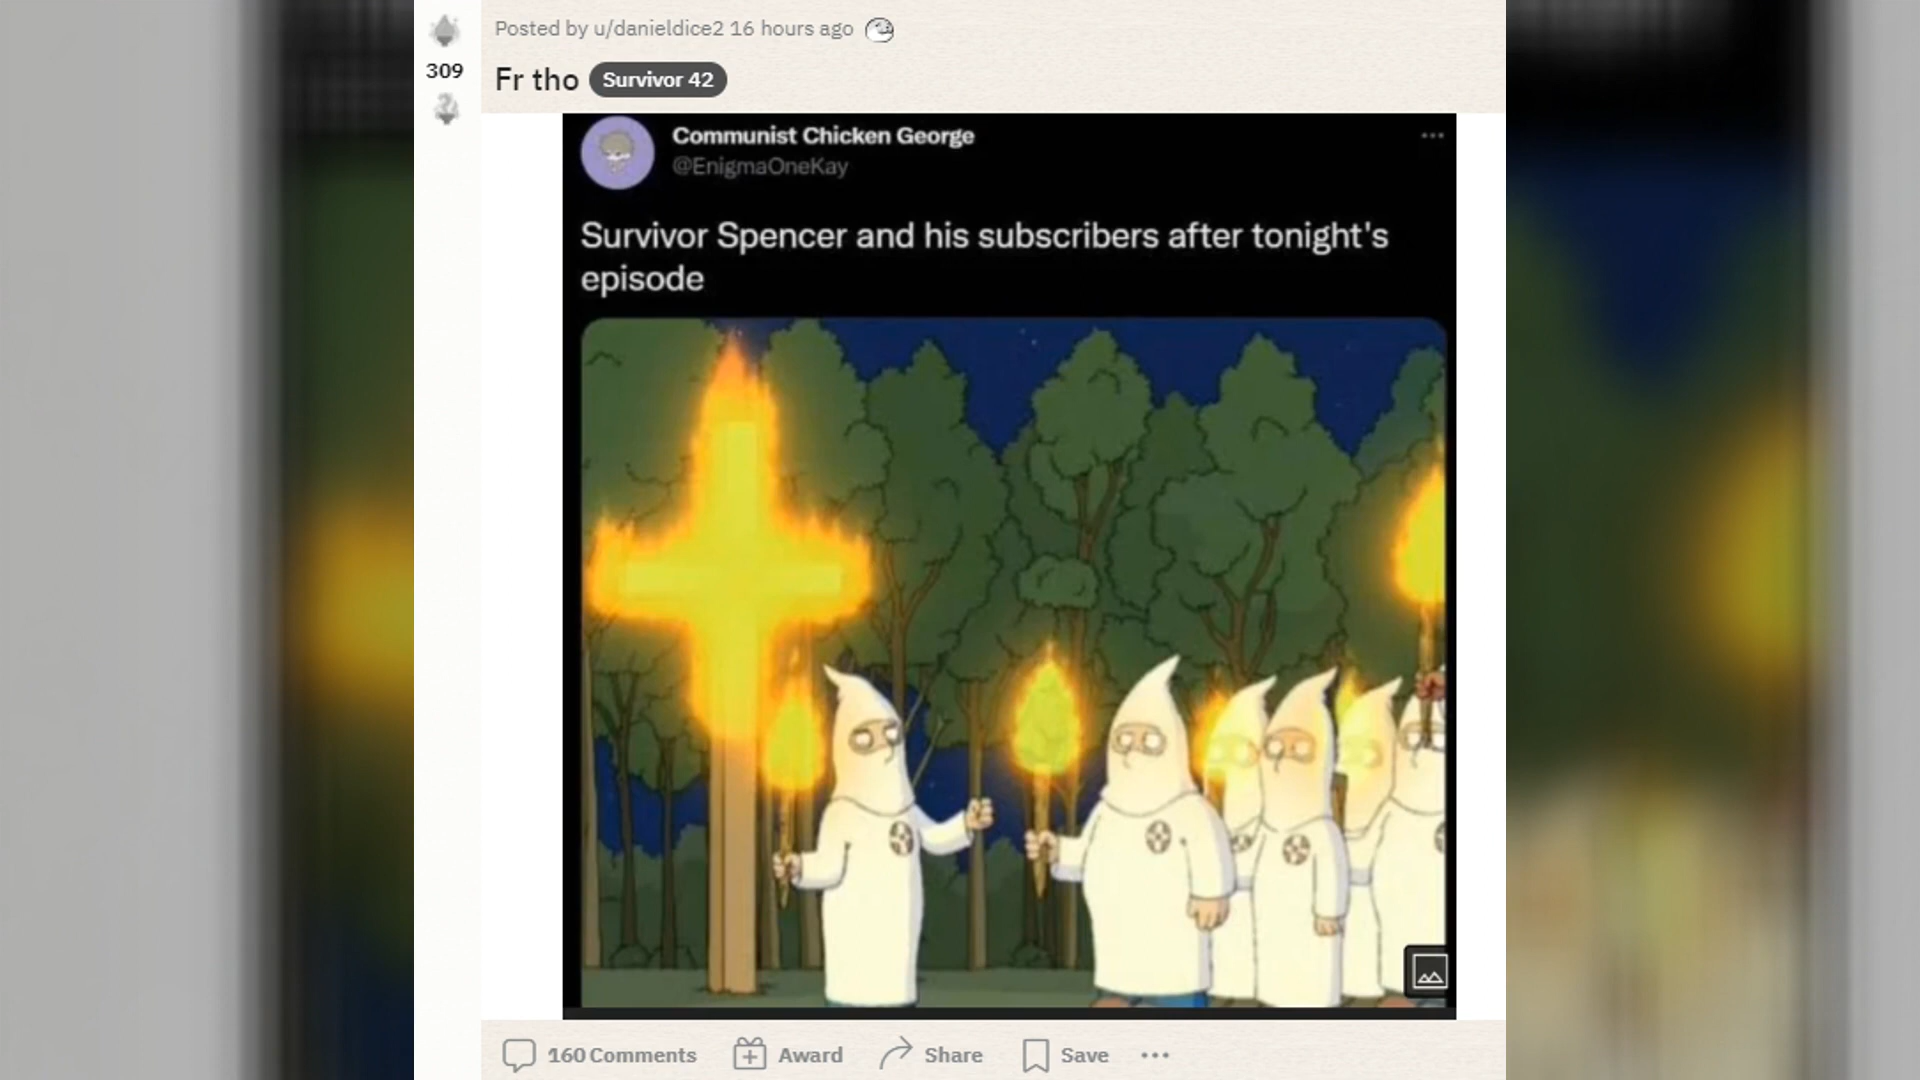 Posted by u/danieldice2 16 hours ago
309
Fr tho Survivor 42
Communist Chicken George
@EnigmaOneKay
Survivor Spencer and his subscribers after tonight's
episode
160 Comments Award Share Save